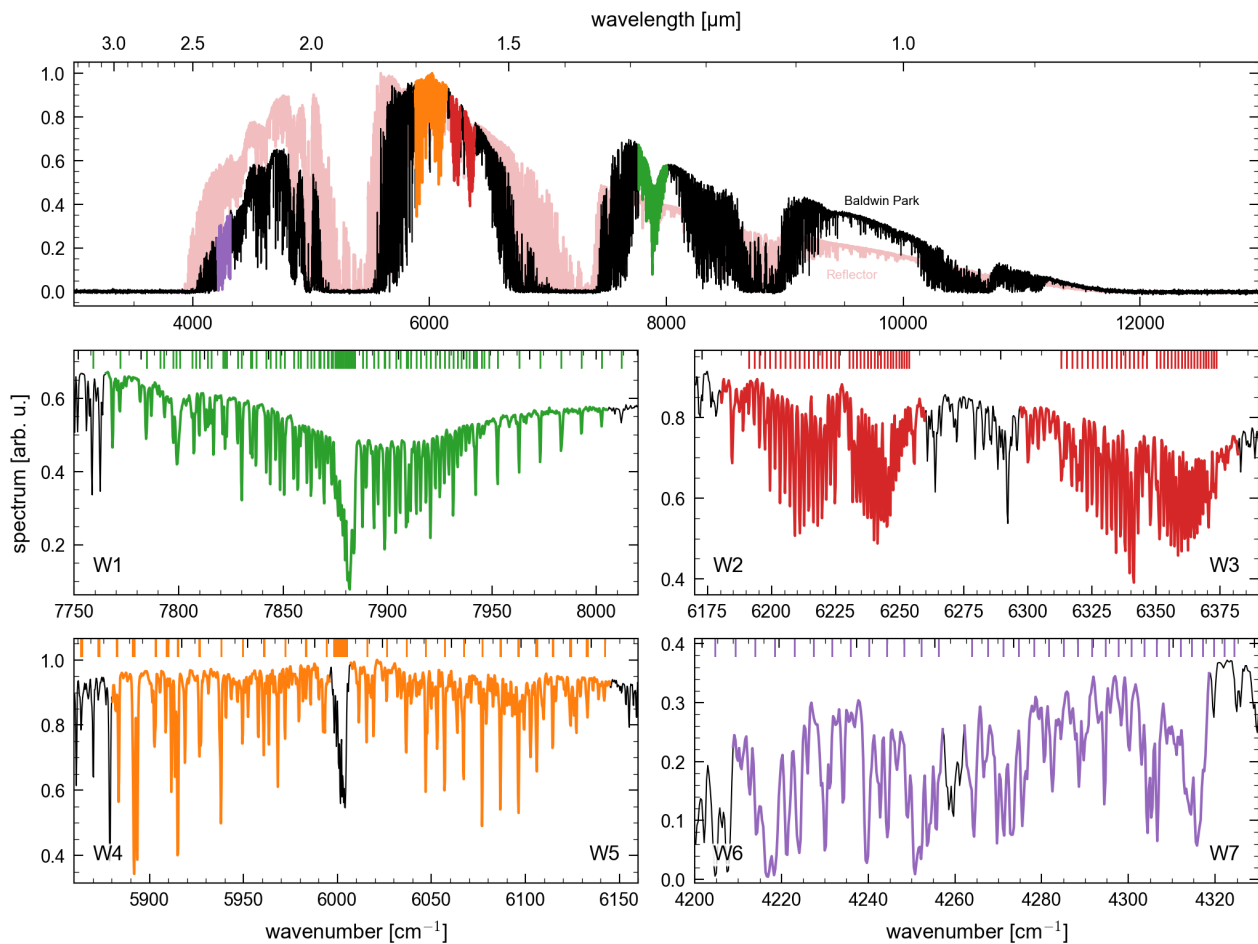 wavelength [μm]
3.0 2.5 2.0 1.5 1.0
1.0
0.8
0.6
0.4
0.2
0.0
Baldwin Park
Reflector
4000 6000 8000 10000 12000
spectrum [arb. u.]
0.6
0.4
0.2
W1
7750 7800 7850 7900 7950 8000
0.8
0.6
0.4
W2 W3
6175 6200 6225 6250 6275 6300 6325 6350 6375
1.0
0.8
0.6
0.4
W4 W5
5900 5950 6000 6050 6100 6150
wavenumber [cm⁻¹]
0.4
0.3
0.2
0.1
0.0
W6 W7
4200 4220 4240 4260 4280 4300 4320
wavenumber [cm⁻¹]